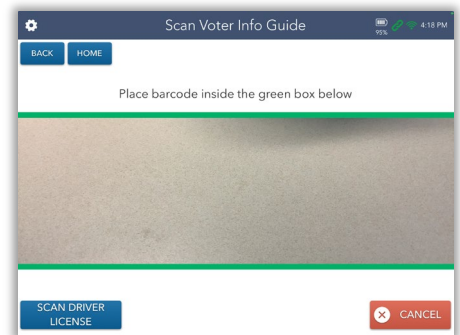 Scan Voter Info Guide
95%
4:18 PM
BACK
HOME
Place barcode inside the green box below
SCAN DRIVER
LICENSE
CANCEL